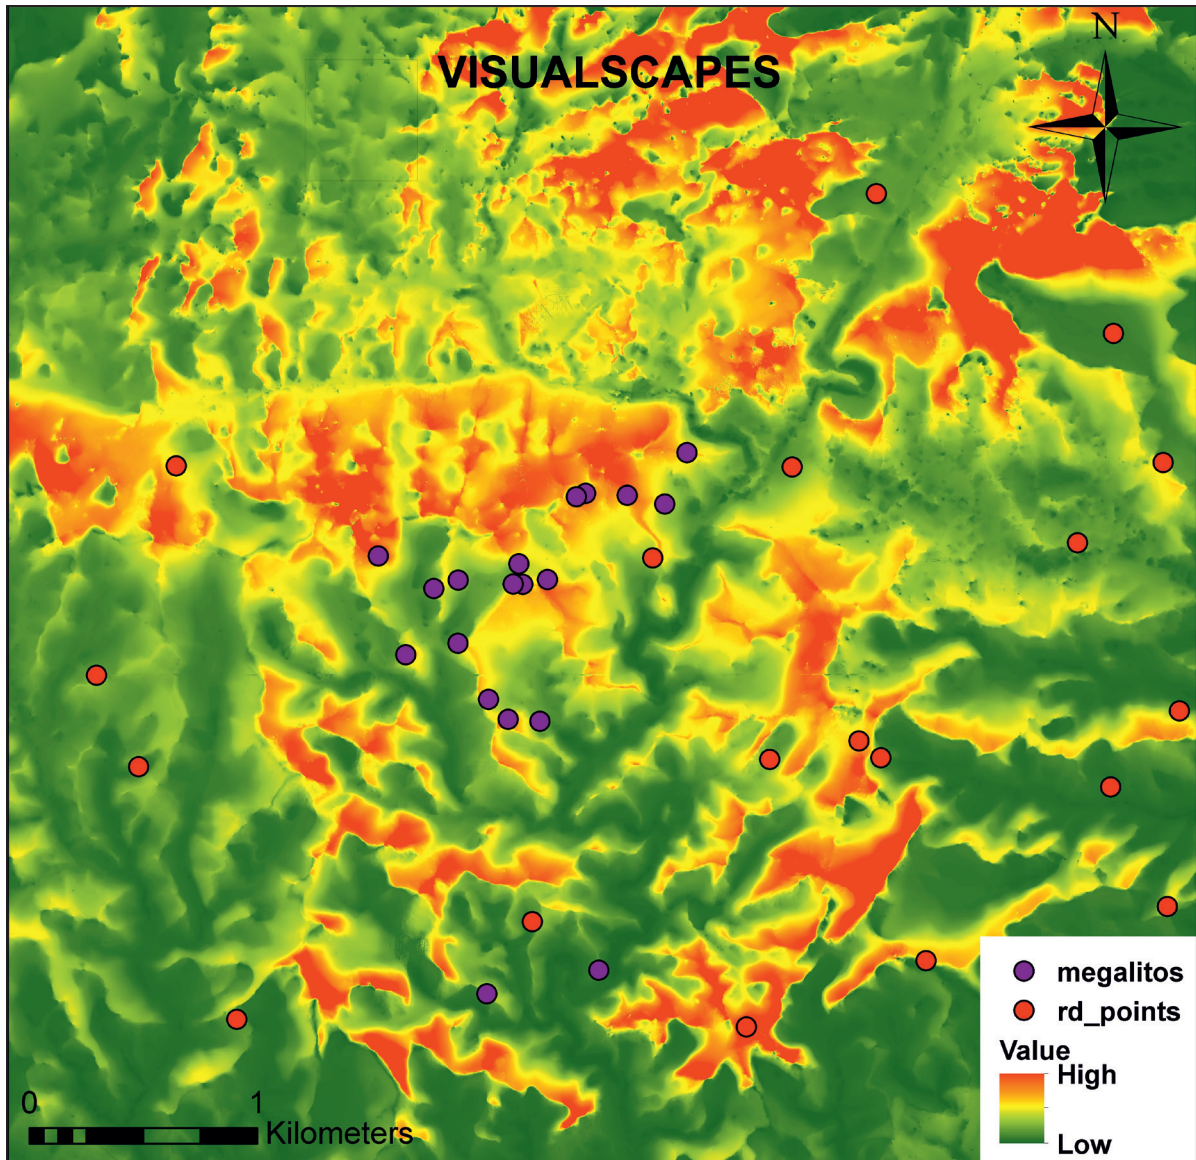 N
VISUALSCAPES
megalitos
rd_points
Value
High
Low
0 1
Kilometers